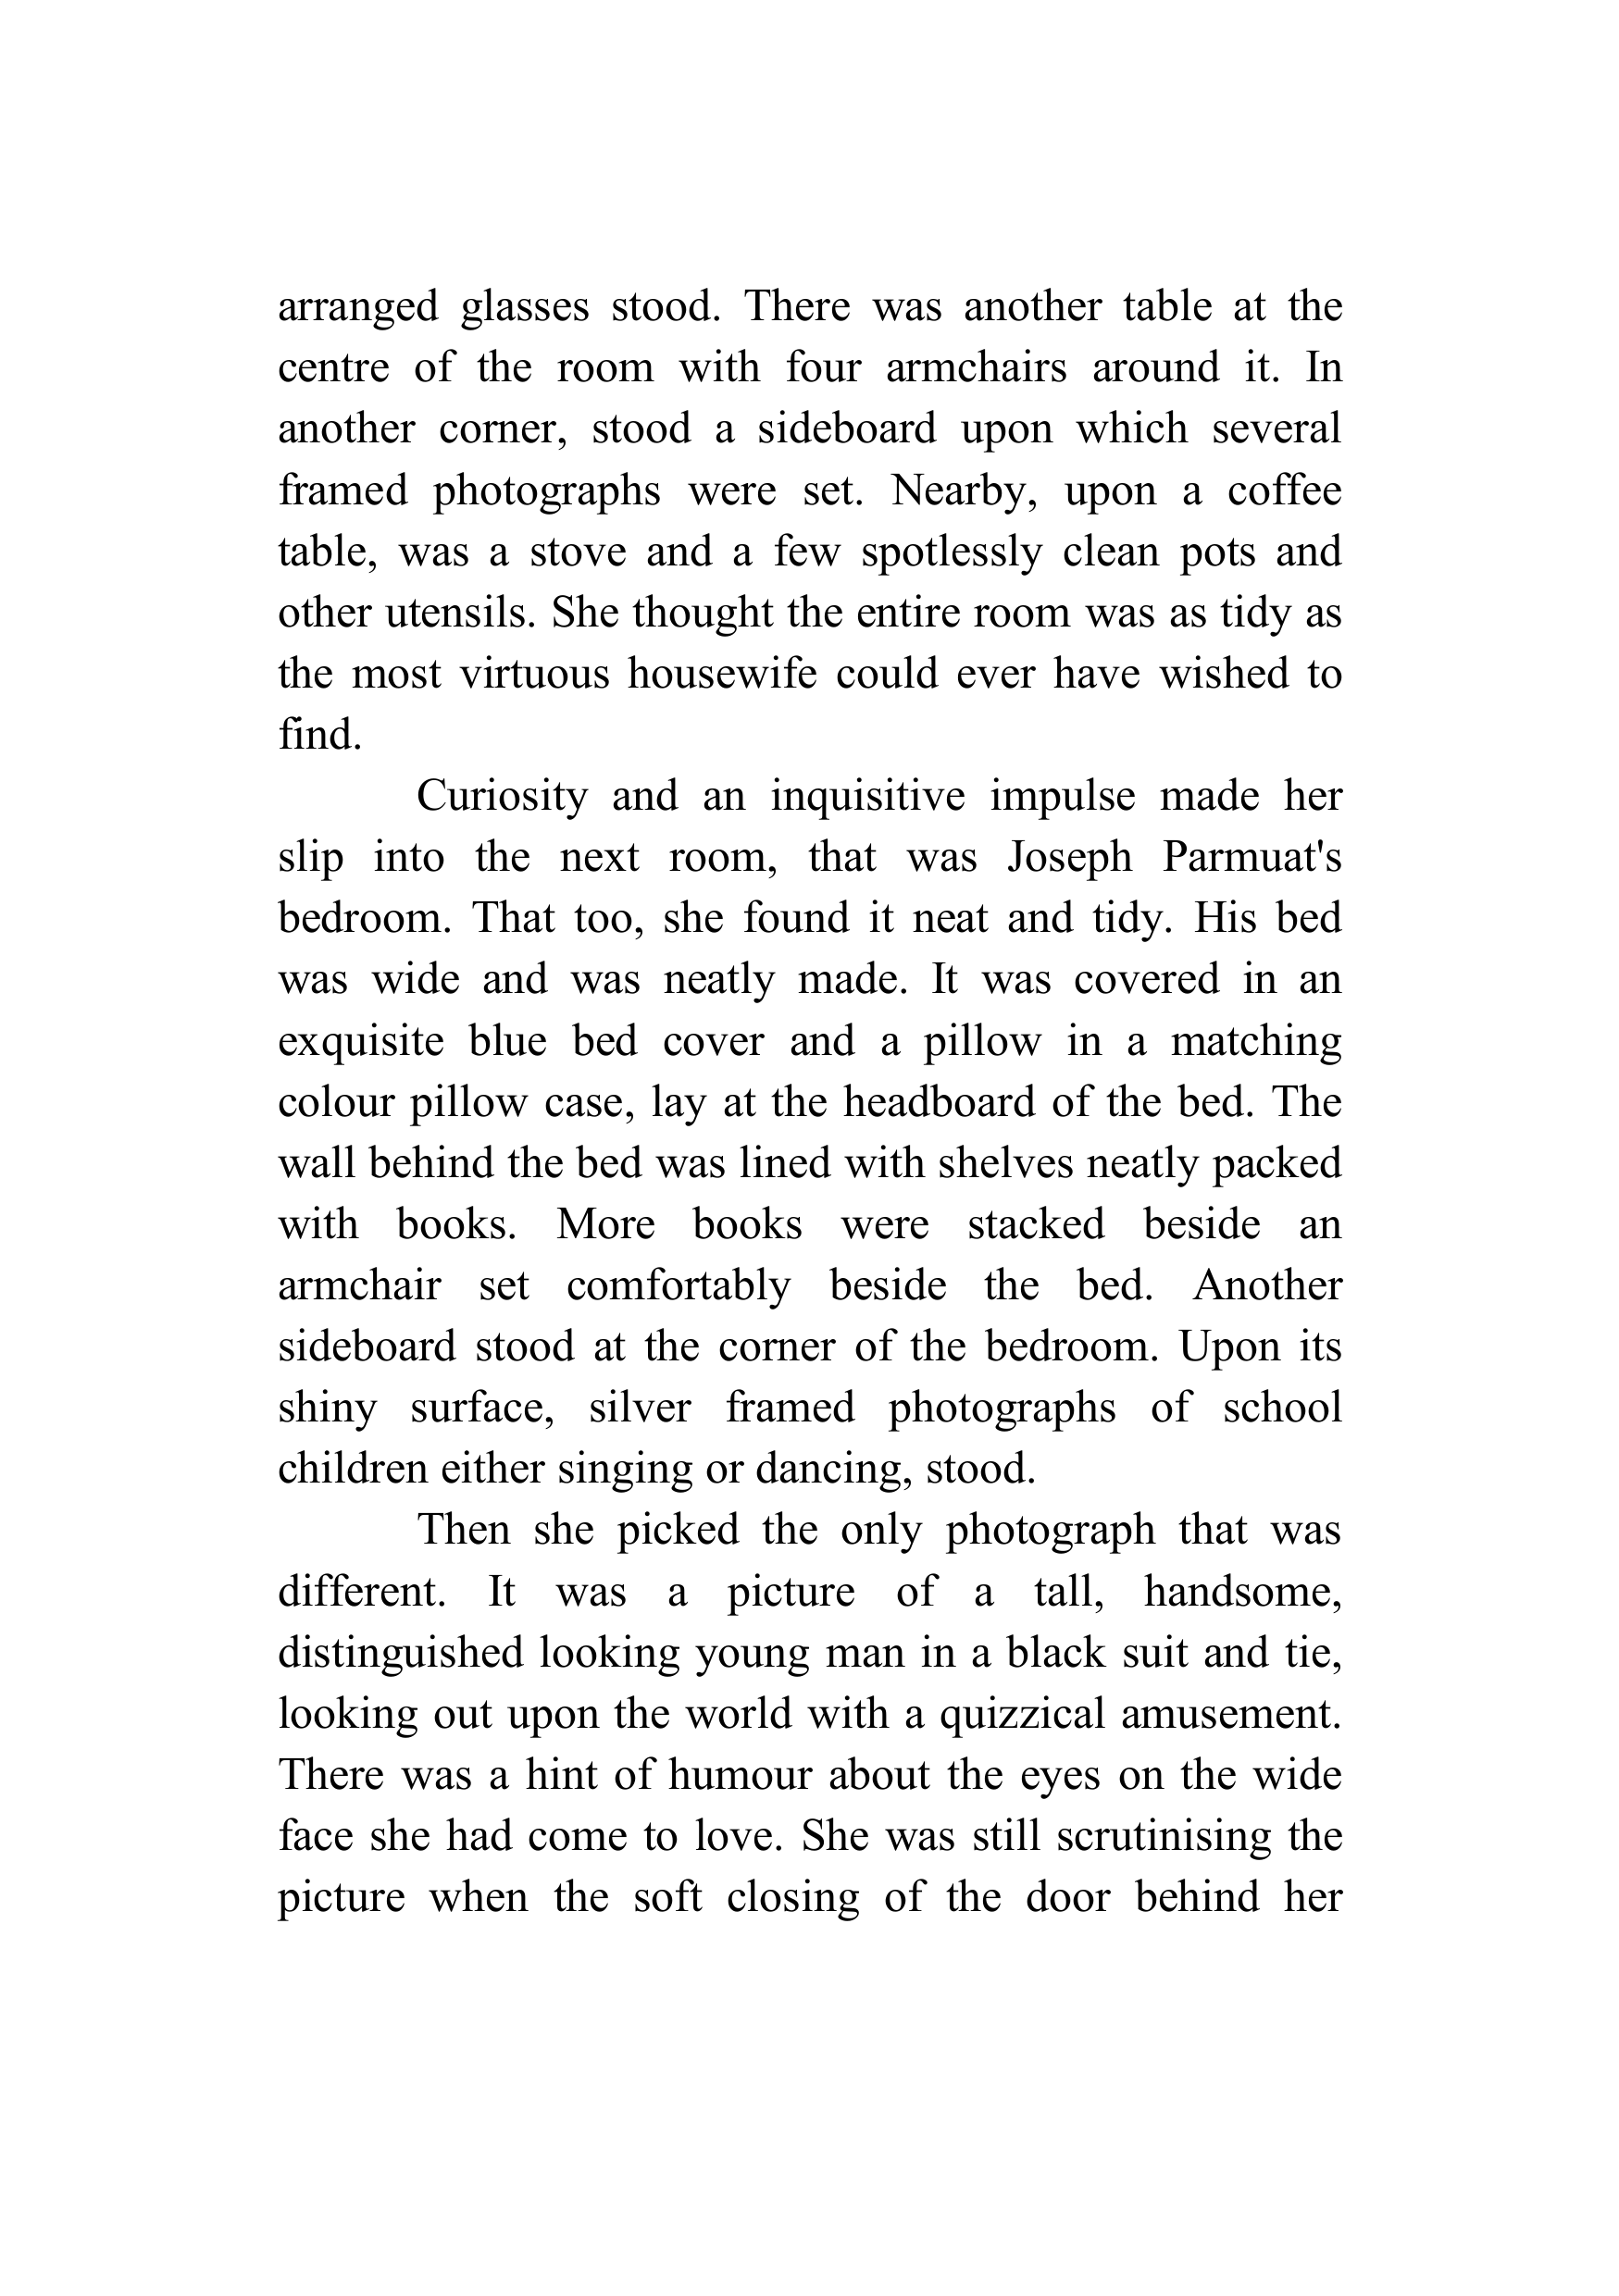 arranged glasses stood. There was another table at the
centre of the room with four armchairs around it. In
another corner, stood a sideboard upon which several
framed photographs were set. Nearby, upon a coffee
table, was a stove and a few spotlessly clean pots and
other utensils. She thought the entire room was as tidy as
the most virtuous housewife could ever have wished to
find.
Curiosity and an inquisitive impulse made her
slip into the next room, that was Joseph Parmuat's
bedroom. That too, she found it neat and tidy. His bed
was wide and was neatly made. It was covered in an
exquisite blue bed cover and a pillow in a matching
colour pillow case, lay at the headboard of the bed. The
wall behind the bed was lined with shelves neatly packed
with books. More books were stacked beside an
armchair set comfortably beside the bed. Another
sideboard stood at the corner of the bedroom. Upon its
shiny surface, silver framed photographs of school
children either singing or dancing, stood.
Then she picked the only photograph that was
different. It was a picture of a tall, handsome,
distinguished looking young man in a black suit and tie,
looking out upon the world with a quizzical amusement.
There was a hint of humour about the eyes on the wide
face she had come to love. She was still scrutinising the
picture when the soft closing of the door behind her